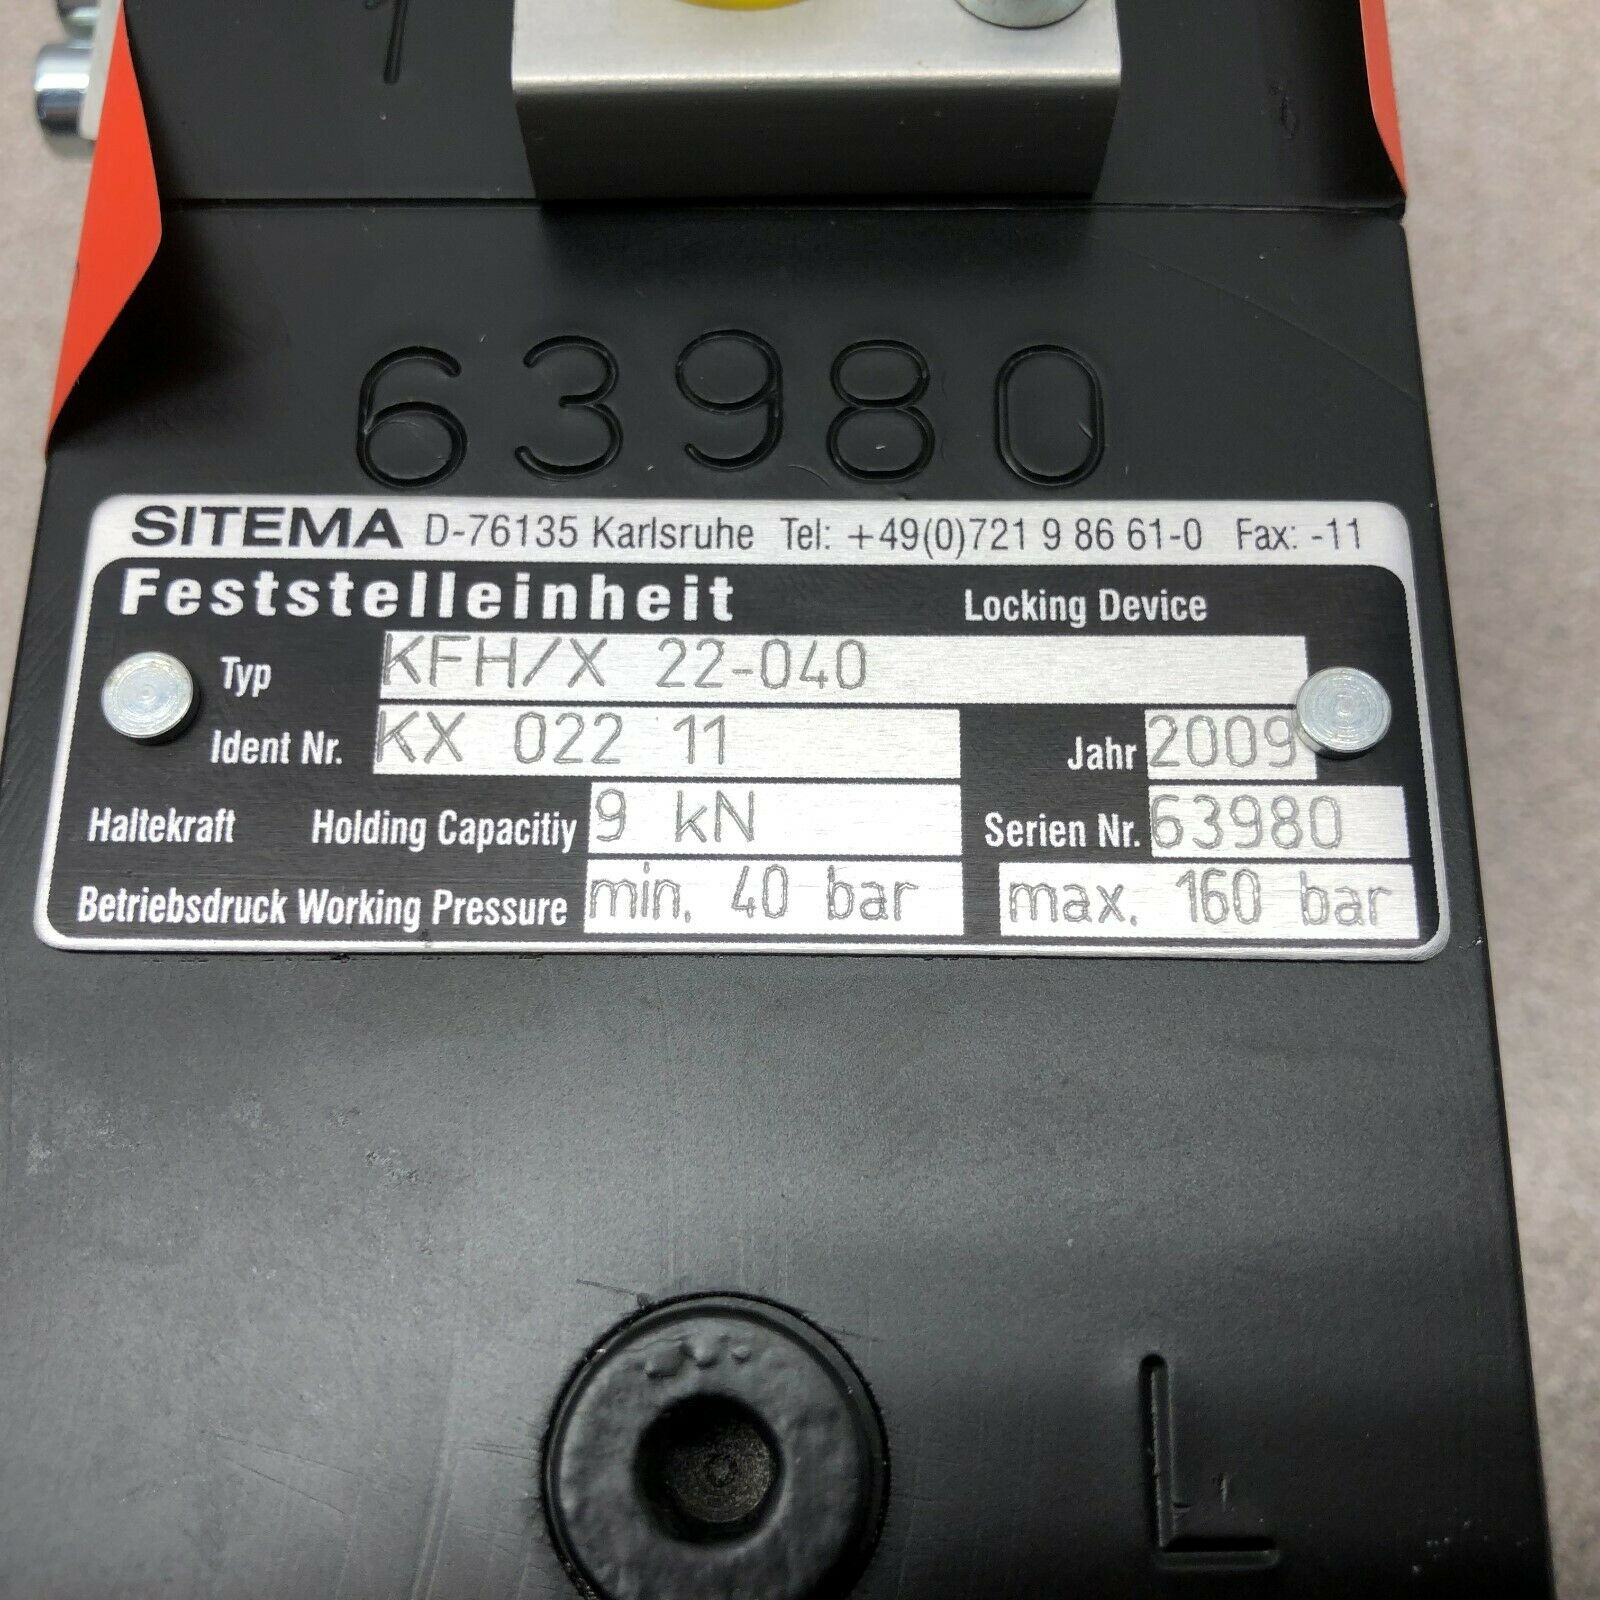 1
63980
SITEMA D-76135 Karlsruhe Tel: +49(0)721 9 86 61-0 Fax: -11
Feststelleinheit Locking Device
Typ KFH/X 22-040
Ident Nr. KX 022 11 Jahr 2009
Haltekraft Holding Capacitiy 9 kN Serien Nr. 63980
Betriebsdruck Working Pressure min. 40 bar max. 160 bar
L